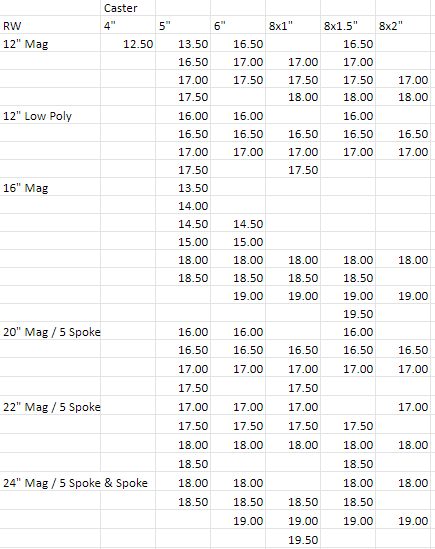 Caster
RW 4" 5" 6" 8x1" 8x1.5" 8x2"
12" Mag 12.50 13.50 16.50 16.50
16.50 17.00 17.00 17.00
17.00 17.50 17.50 17.50 17.00
17.50 18.00 18.00 18.00
12" Low Poly 16.00 16.00 16.00
16.50 16.50 16.50 16.50 16.50
17.00 17.00 17.00 17.00 17.00
17.50 17.50
16" Mag 13.50
14.00
14.50 14.50
15.00 15.00
18.00 18.00 18.00 18.00 18.00
18.50 18.50 18.50 18.50
19.00 19.00 19.00 19.00
19.50
20" Mag / 5 Spoke 16.00 16.00 16.00
16.50 16.50 16.50 16.50 16.50
17.00 17.00 17.00 17.00 17.00
17.50 17.50
22" Mag / 5 Spoke 17.00 17.00 17.00 17.00
17.50 17.50 17.50 17.50
18.00 18.00 18.00 18.00 18.00
18.50 18.50
24" Mag / 5 Spoke & Spoke 18.00 18.00 18.00 18.00
18.50 18.50 18.50 18.50
19.00 19.00 19.00 19.00
19.50